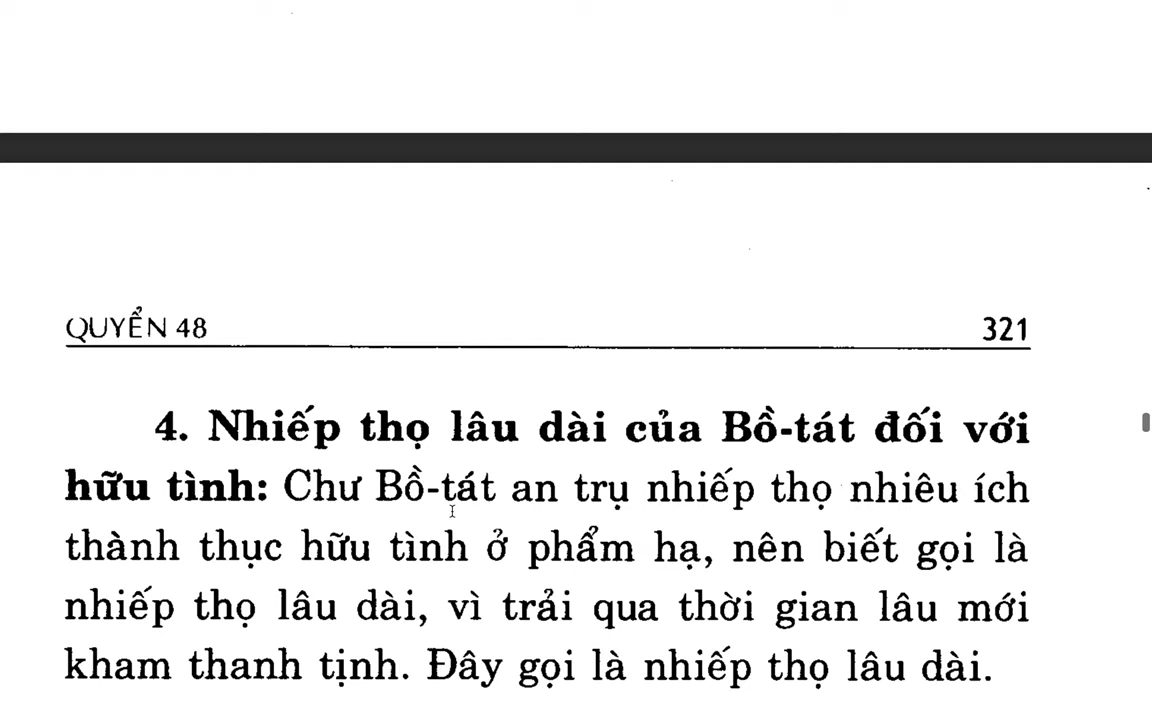 QUYỂN 48 321
4. Nhiếp thọ lâu dài của Bồ-tát đối với
hữu tình: Chư Bồ-tát an trụ nhiếp thọ nhiêu ích
thành thục hữu tình ở phẩm hạ, nên biết gọi là
nhiếp thọ lâu dài, vì trải qua thời gian lâu mới
kham thanh tịnh. Đây gọi là nhiếp thọ lâu dài.